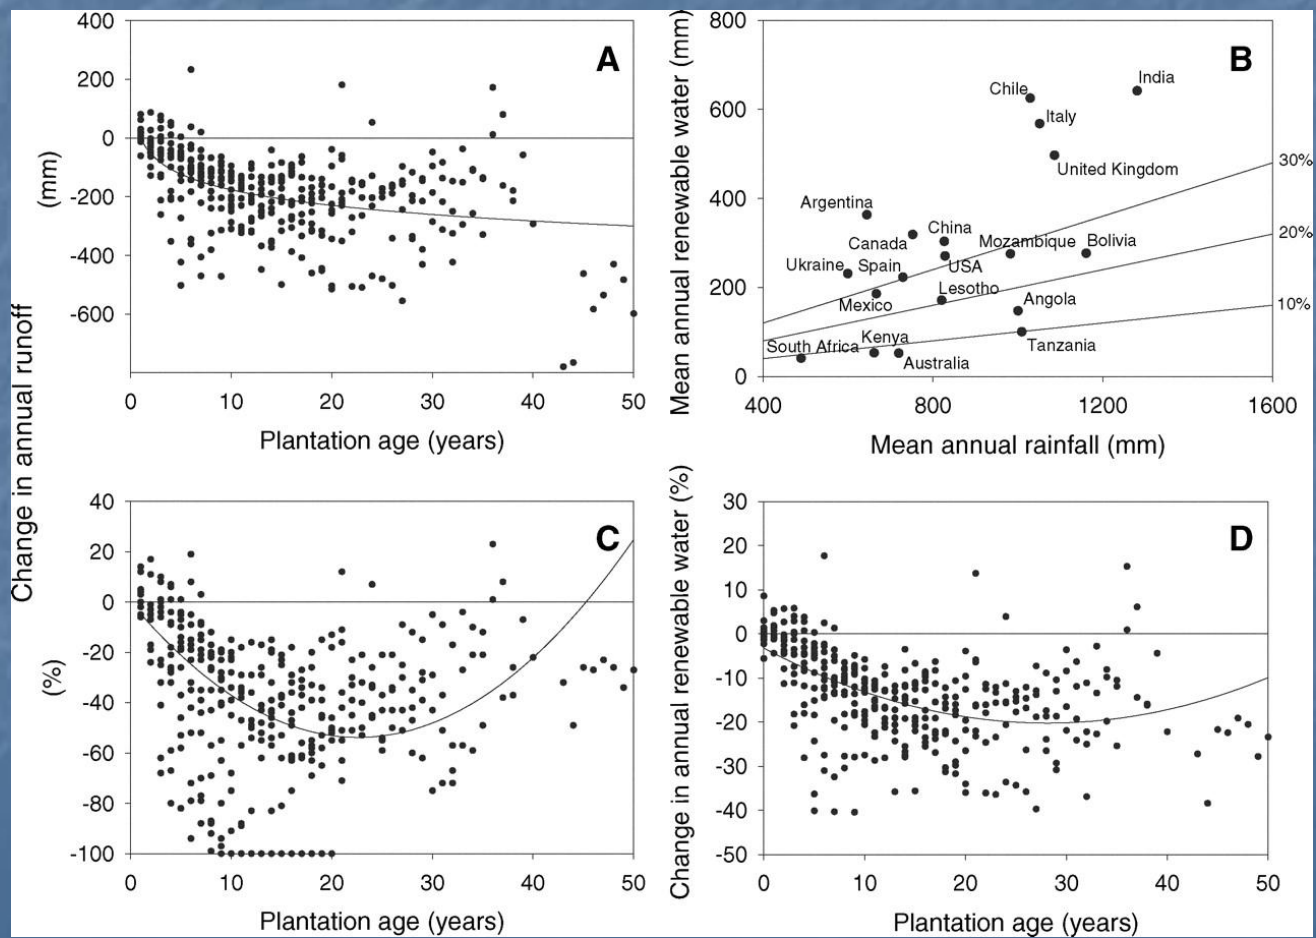 Change in annual runoff
A
(mm)
400
200
0
-200
-400
-600
0 10 20 30 40 50
Plantation age (years)
B
Mean annual renewable water (mm)
800
600
400
200
0
India
Chile
Italy
United Kingdom
30%
Argentina
China
Canada
Mozambique
Bolivia
20%
Ukraine
Spain
USA
Lesotho
Mexico
Angola
10%
South Africa
Kenya
Tanzania
Australia
400 800 1200 1600
Mean annual rainfall (mm)
C
(%)
40
20
0
-20
-40
-60
-80
-100
0 10 20 30 40 50
Plantation age (years)
D
Change in annual renewable water (%)
30
20
10
0
-10
-20
-30
-40
-50
0 10 20 30 40 50
Plantation age (years)